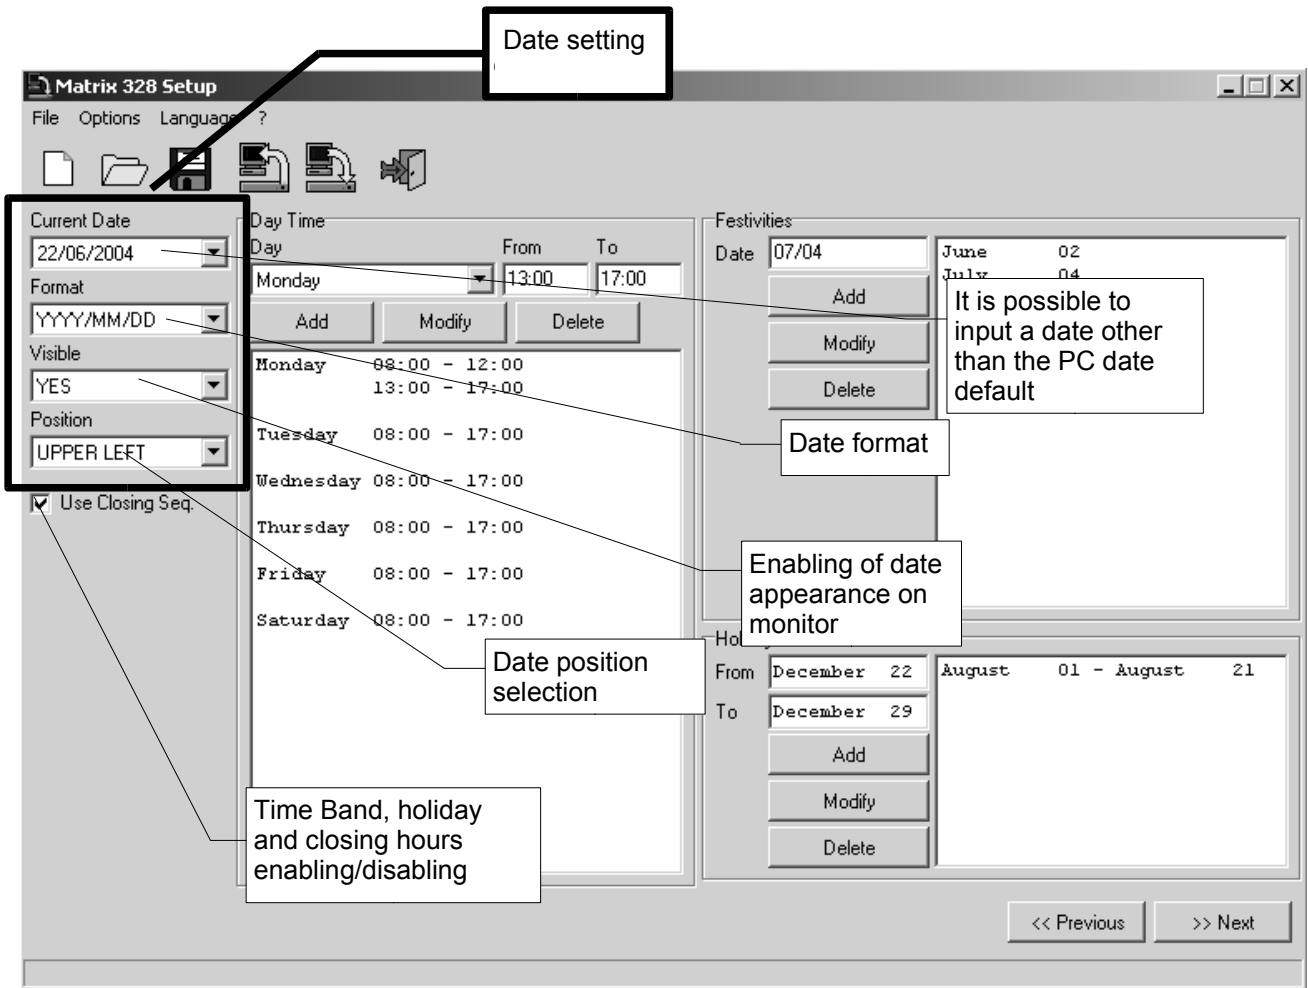 Date setting
Matrix 328 Setup
File Options Language ?
Current Date
22/06/2004
Format
YYYY/MM/DD
Visible
YES
Position
UPPER LEFT
Use Closing Seq.
Day Time
Day From To
Monday 13:00 17:00
Add Modify Delete
Monday 08:00 - 12:00
13:00 - 17:00
Tuesday 08:00 - 17:00
Wednesday 08:00 - 17:00
Thursday 08:00 - 17:00
Friday 08:00 - 17:00
Saturday 08:00 - 17:00
Festivities
Date 07/04
Add
Modify
Delete
June 02
July 04
It is possible to
input a date other
than the PC date
default
Date format
Enabling of date
appearance on
monitor
Date position
selection
Time Band, holiday
and closing hours
enabling/disabling
From December 22
To December 29
Add
Modify
Delete
August 01 - August 21
<< Previous >> Next